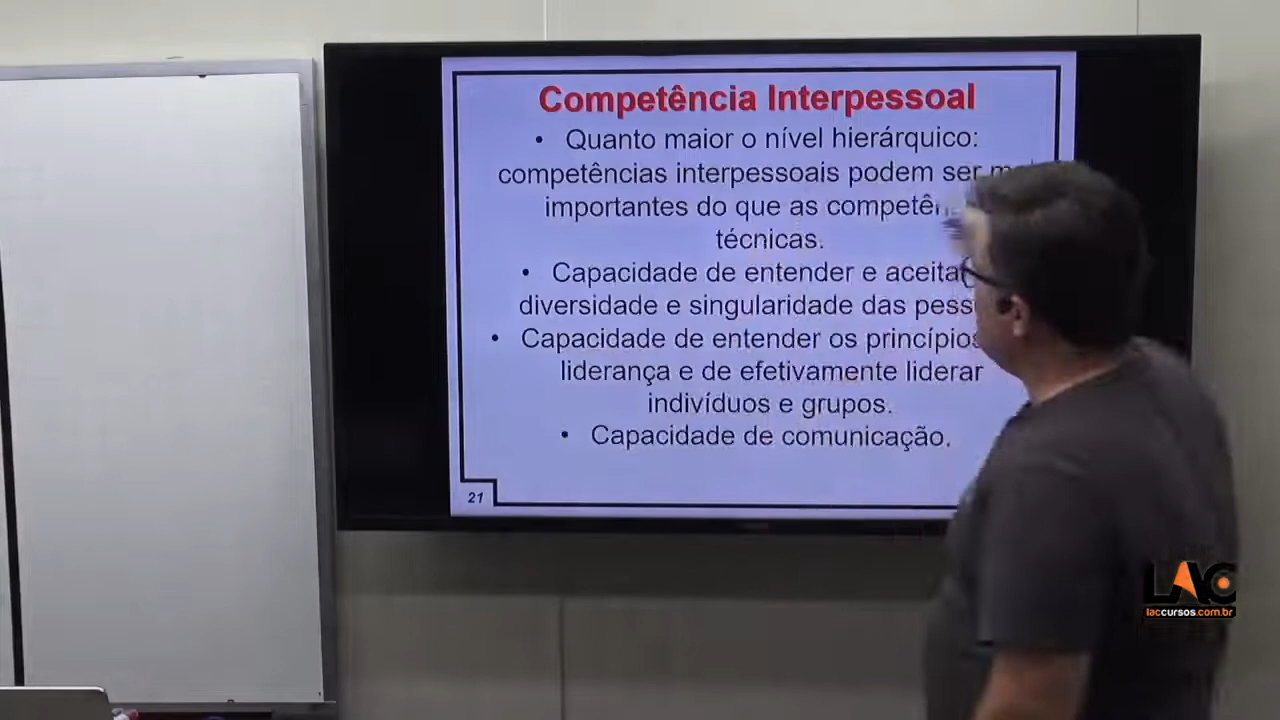 Competência Interpessoal
• Quanto maior o nível hierárquico:
competências interpessoais podem ser
importantes do que as
técnicas.
• Capacidade de entender e
diversidade e singularidade das
• Capacidade de entender os princípios
liderança e de efetivamente liderar
indivíduos e grupos.
• Capacidade de comunicação.
21
LAC
laccursos.com.br